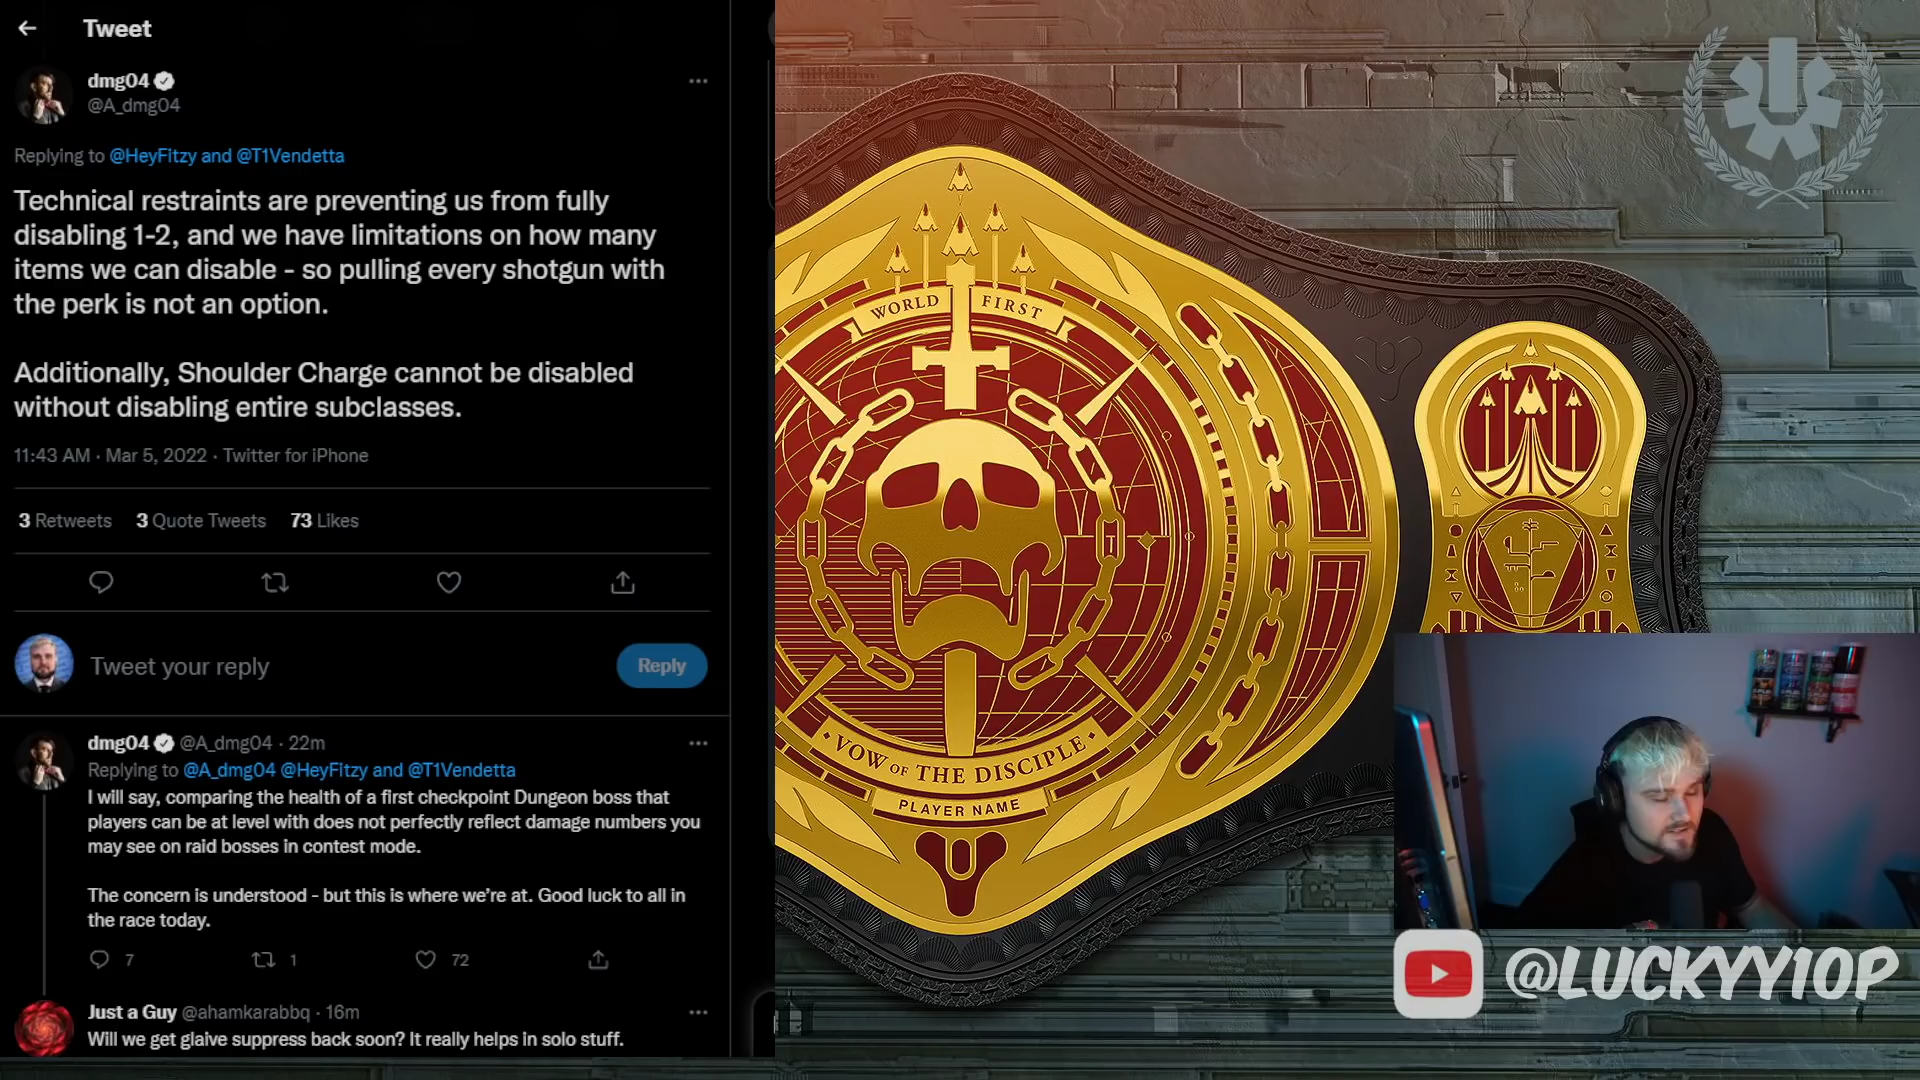 Tweet
dmg04
@A_dmg04
Replying to @HeyFitzy and @T1Vendetta
Technical restraints are preventing us from fully
disabling 1-2, and we have limitations on how many
items we can disable - so pulling every shotgun with
the perk is not an option.
Additionally, Shoulder Charge cannot be disabled
without disabling entire subclasses.
11:43 AM · Mar 5, 2022 · Twitter for iPhone
3 Retweets 3 Quote Tweets 73 Likes
Tweet your reply
Reply
dmg04 @A_dmg04 · 22m
Replying to @A_dmg04 @HeyFitzy and @T1Vendetta
I will say, comparing the health of a first checkpoint Dungeon boss that
players can be at level with does not perfectly reflect damage numbers you
may see on raid bosses in contest mode.
The concern is understood - but this is where we're at. Good luck to all in
the race today.
7 1 72
Just a Guy @ahamkarabbq · 16m
Will we get glaive suppress back soon? It really helps in solo stuff.
WORLD FIRST
VOW OF THE DISCIPLE
PLAYER NAME
@LUCKYY10P